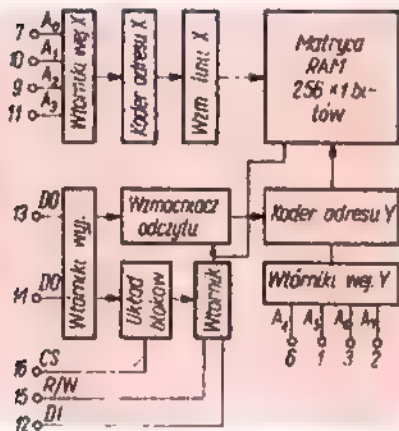 7 A₀
10 A₁
9 A₂
11 A₃
Wtórniki wej. X
Koder adresu X
Wzm. linii X
Matryca
RAM
256 × 1 bi-
tów
13 DO
14 DO
Wtórniki wyj.
Wzmacniacz
odczytu
Koder adresu Y
Układ
bloków
Wtórnik
Wtórniki wej. Y
A₄ A₅ A₆ A₇
6 1 3 2
16 CS
15 R/W
12 DI